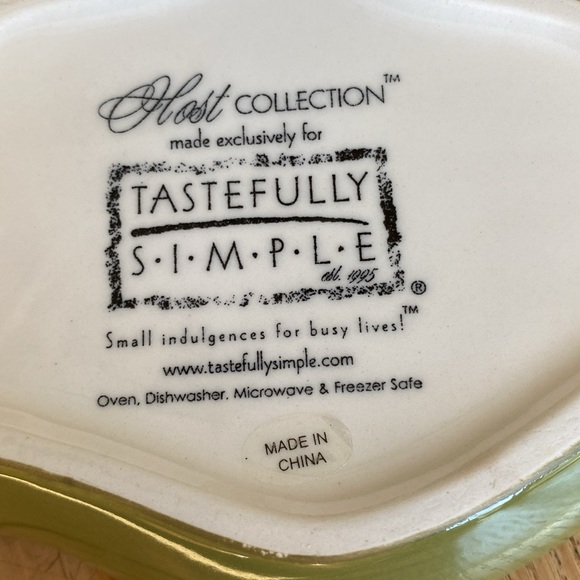 Host COLLECTION™
made exclusively for
TASTEFULLY
S·I·M·P·L·E
est. 1995
®
Small indulgences for busy lives!™
www.tastefullysimple.com
Oven, Dishwasher, Microwave & Freezer Safe
MADE IN
CHINA